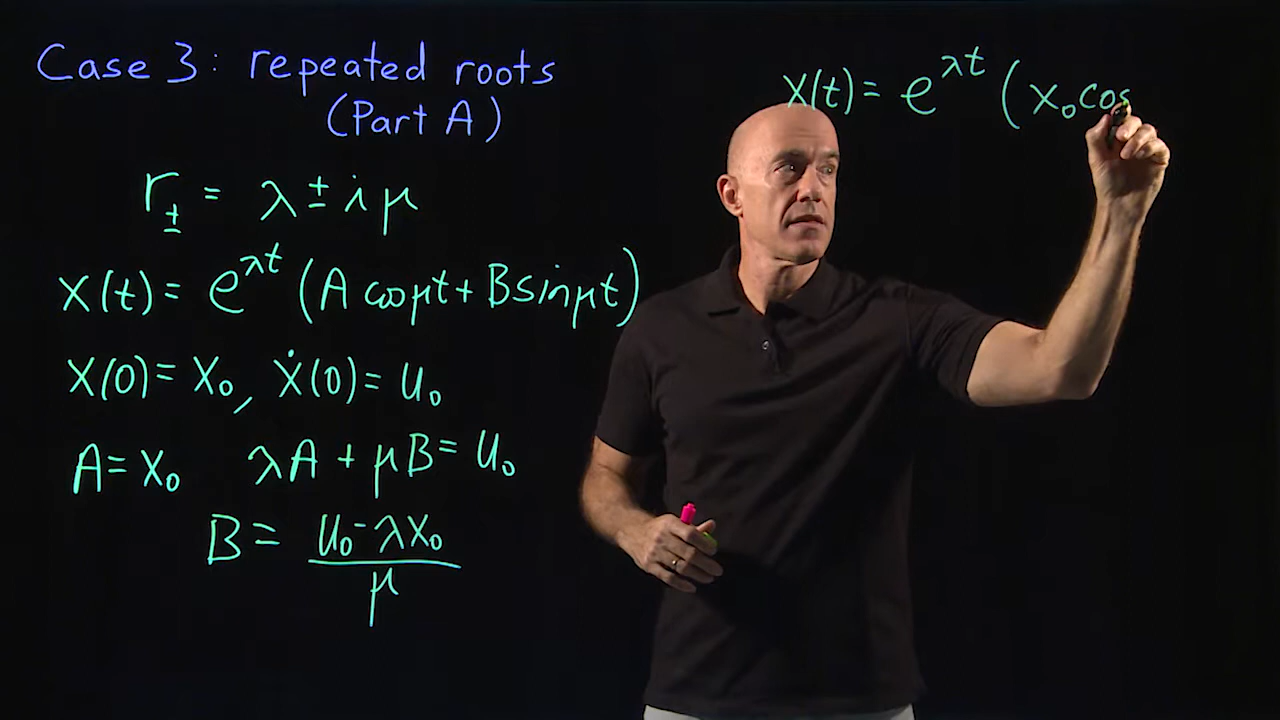 Case 3: repeated roots
(Part A)
r± = λ ± i μ
x(t) = e^λt (A cos μt + B sin μt)
x(0) = x₀, ẋ(0) = u₀
A = x₀ λA + μB = u₀
B = u₀ - λx₀ / μ
x(t) = e^λt (x₀ cos